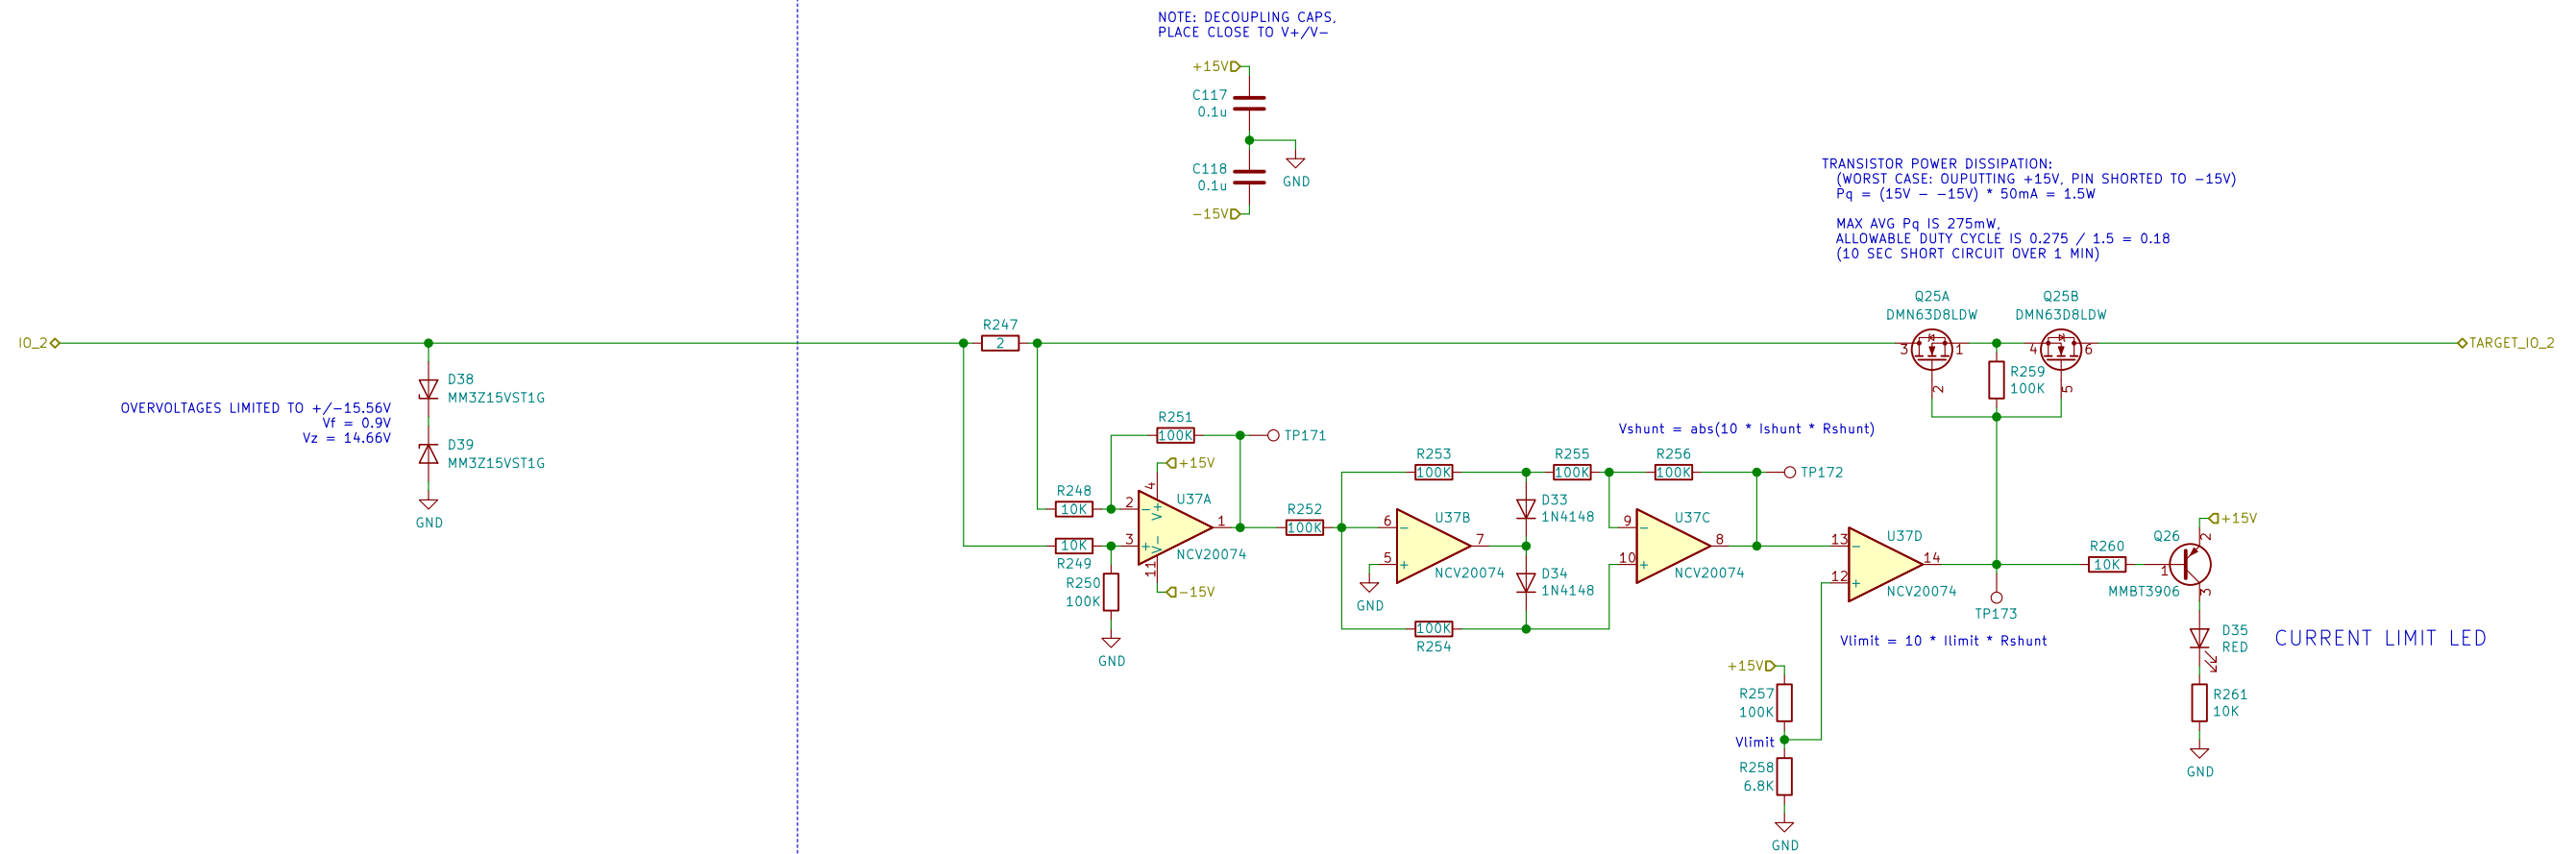 NOTE: DECOUPLING CAPS,
PLACE CLOSE TO V+/V-
+15V
C117
0.1u
C118
0.1u
GND
-15V
TRANSISTOR POWER DISSIPATION:
(WORST CASE: OUPUTTING +15V, PIN SHORTED TO -15V)
Pq = (15V - -15V) * 50mA = 1.5W
MAX AVG Pq IS 275mW,
ALLOWABLE DUTY CYCLE IS 0.275 / 1.5 = 0.18
(10 SEC SHORT CIRCUIT OVER 1 MIN)
IO_2
D38
MM3Z15VST1G
OVERVOLTAGES LIMITED TO +/-15.56V
Vf = 0.9V
Vz = 14.66V
D39
MM3Z15VST1G
GND
R247
2
R248
10K
10K
R249
R250
100K
GND
R251
100K
TP171
+15V
4
2
-
V+
U37A
1
3
+
V-
NCV20074
11
-15V
R252
100K
R253
100K
6
-
U37B
7
5
+
NCV20074
GND
100K
R254
D33
1N4148
D34
1N4148
Vshunt = abs(10 * Ishunt * Rshunt)
R255
100K
R256
100K
TP172
9
-
U37C
8
10
+
NCV20074
Q25A
DMN63D8LDW
3
1
2
Q25B
DMN63D8LDW
4
6
5
R259
100K
TARGET_IO_2
13
-
U37D
14
12
+
NCV20074
TP173
Vlimit = 10 * Ilimit * Rshunt
+15V
R257
100K
Vlimit
R258
6.8K
GND
R260
10K
+15V
Q26
2
1
MMBT3906
3
D35
RED
CURRENT LIMIT LED
R261
10K
GND